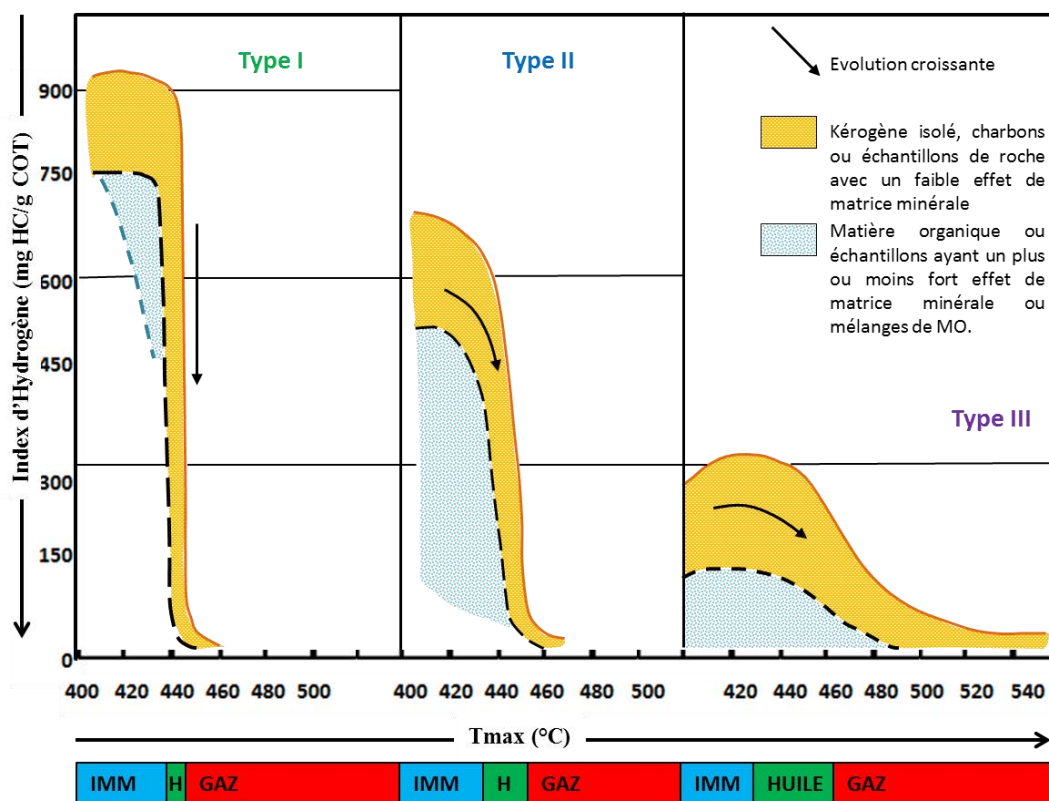 Index d'Hydrogène (mg HC/g COT)
Type I
Type II
Evolution croissante
Kérogène isolé, charbons
ou échantillons de roche
avec un faible effet de
matrice minérale
Matière organique ou
échantillons ayant un plus
ou moins fort effet de
matrice minérale ou
mélanges de MO.
Type III
900
750
600
450
300
150
0
400 420 440 460 480 500
400 420 440 460 480 500
420 440 460 480 500 520 540
Tmax (°C)
IMM H GAZ
IMM H GAZ
IMM HUILE GAZ